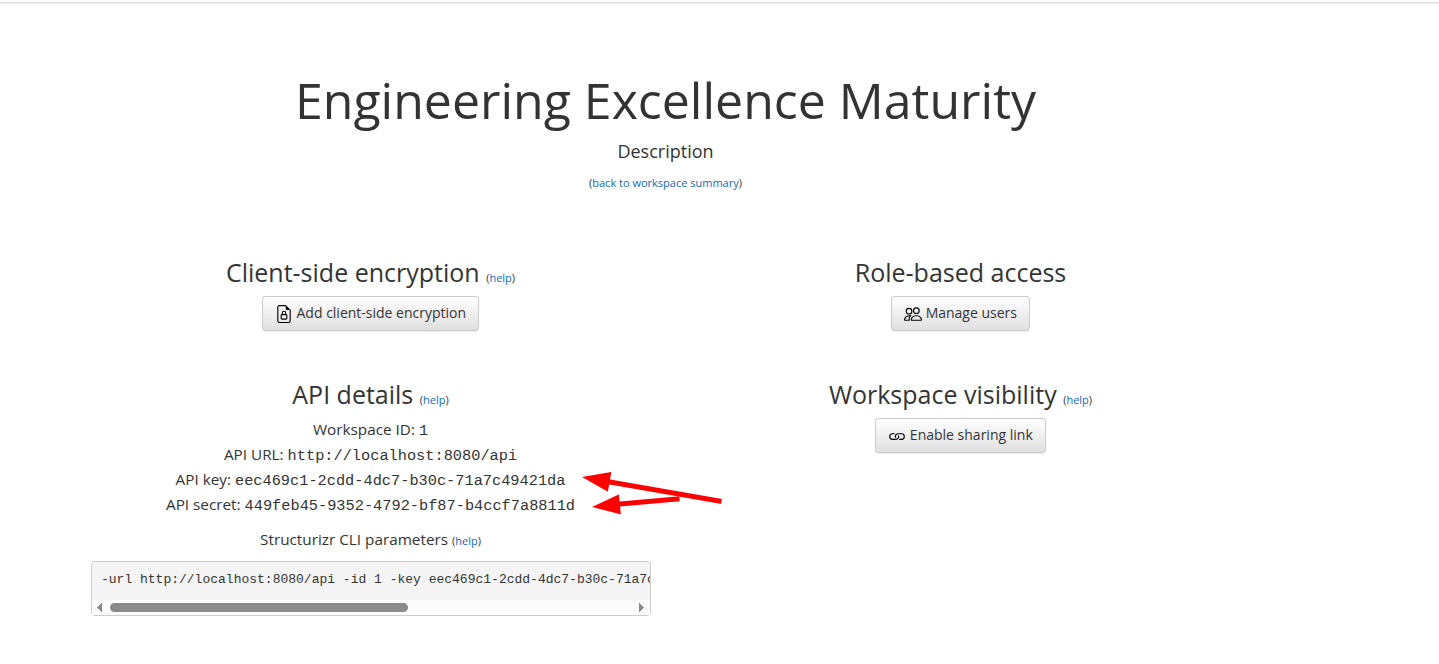 Engineering Excellence Maturity
Description
(back to workspace summary)
Client-side encryption (help)
Add client-side encryption
Role-based access
Manage users
API details (help)
Workspace ID: 1
API URL: http://localhost:8080/api
API key: eec469c1-2cdd-4dc7-b30c-71a7c49421da
API secret: 449feb45-9352-4792-bf87-b4ccf7a8811d
Structurizr CLI parameters (help)
-url http://localhost:8080/api -id 1 -key eec469c1-2cdd-4dc7-b30c-71a7c
Workspace visibility (help)
Enable sharing link